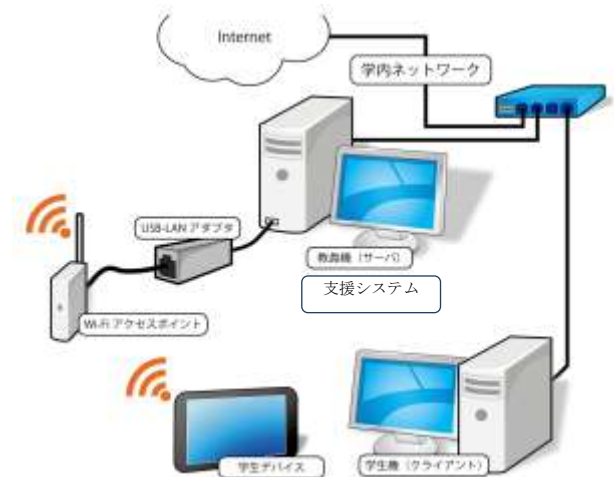 Internet
学内ネットワーク
USB-LAN アダプタ
教員機（サーバ）
支援システム
Wi-Fi アクセスポイント
学生デバイス
学生機（クライアント）